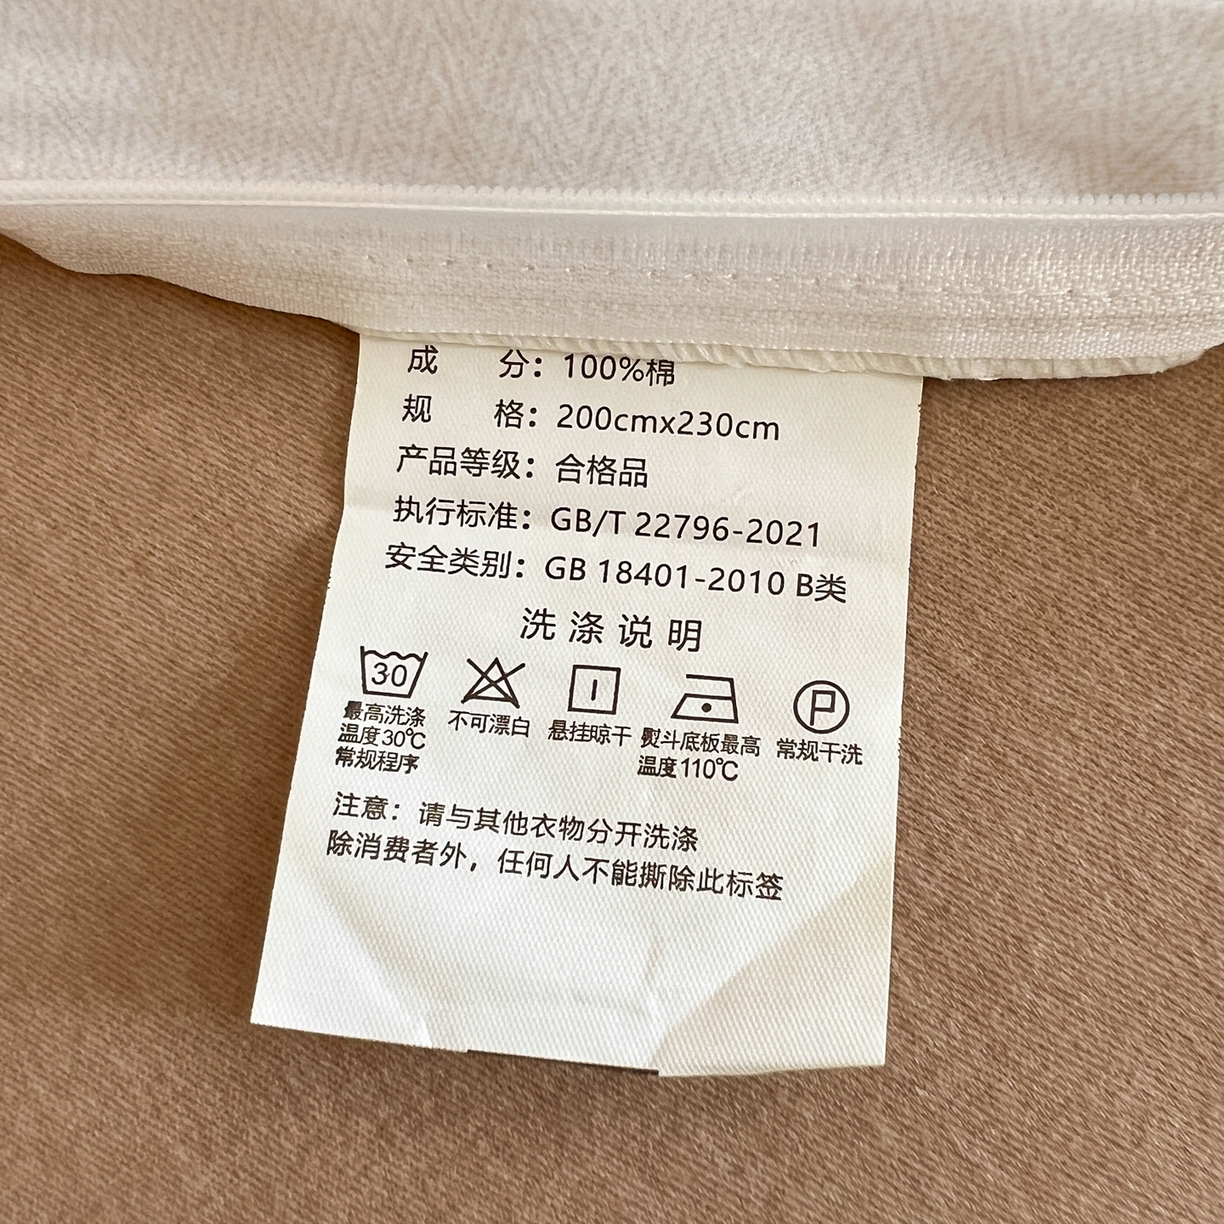 成 分：100%棉
规 格：200cmx230cm
产品等级：合格品
执行标准：GB/T 22796-2021
安全类别：GB 18401-2010 B类
洗涤说明
30
P
最高洗涤
温度30℃
常规程序
不可漂白
悬挂晾干
熨斗底板最高
温度110℃
常规干洗
注意：请与其他衣物分开洗涤
除消费者外，任何人不能撕除此标签